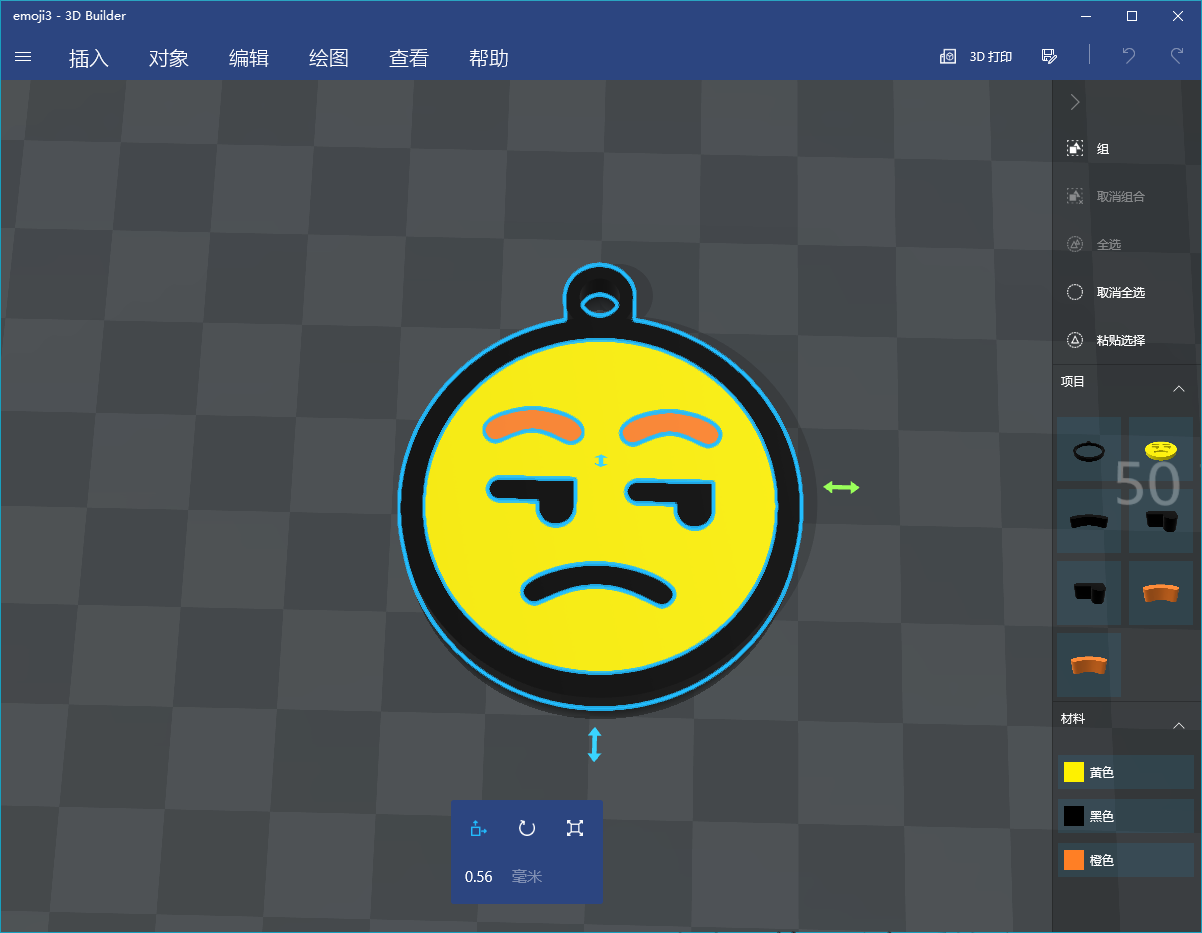 emoji3 - 3D Builder
插入 对象 编辑 绘图 查看 帮助 3D 打印
组
取消组合
全选
取消全选
粘贴选择
项目
50
材料
黄色
黑色
橙色
0.56 毫米